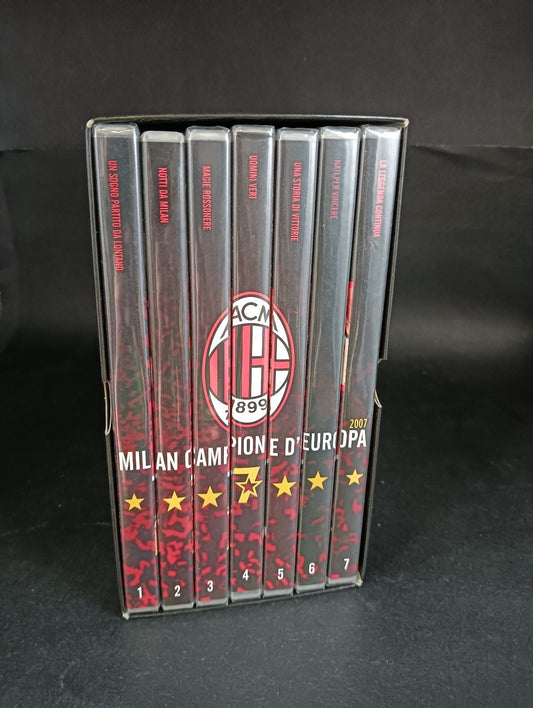 UN SOGNO PARTITO DA LONTANO
NOTTI DA MILAN
MAGIE ROSSONERE
UOMINI VERI
UNA STORIA DI VITTORIE
NATI PER VINCERE
LA LEGGENDA CONTINUA
ACM
1899
2007
MILAN CAMPIONE D'EUROPA
7
1 2 3 4 5 6 7